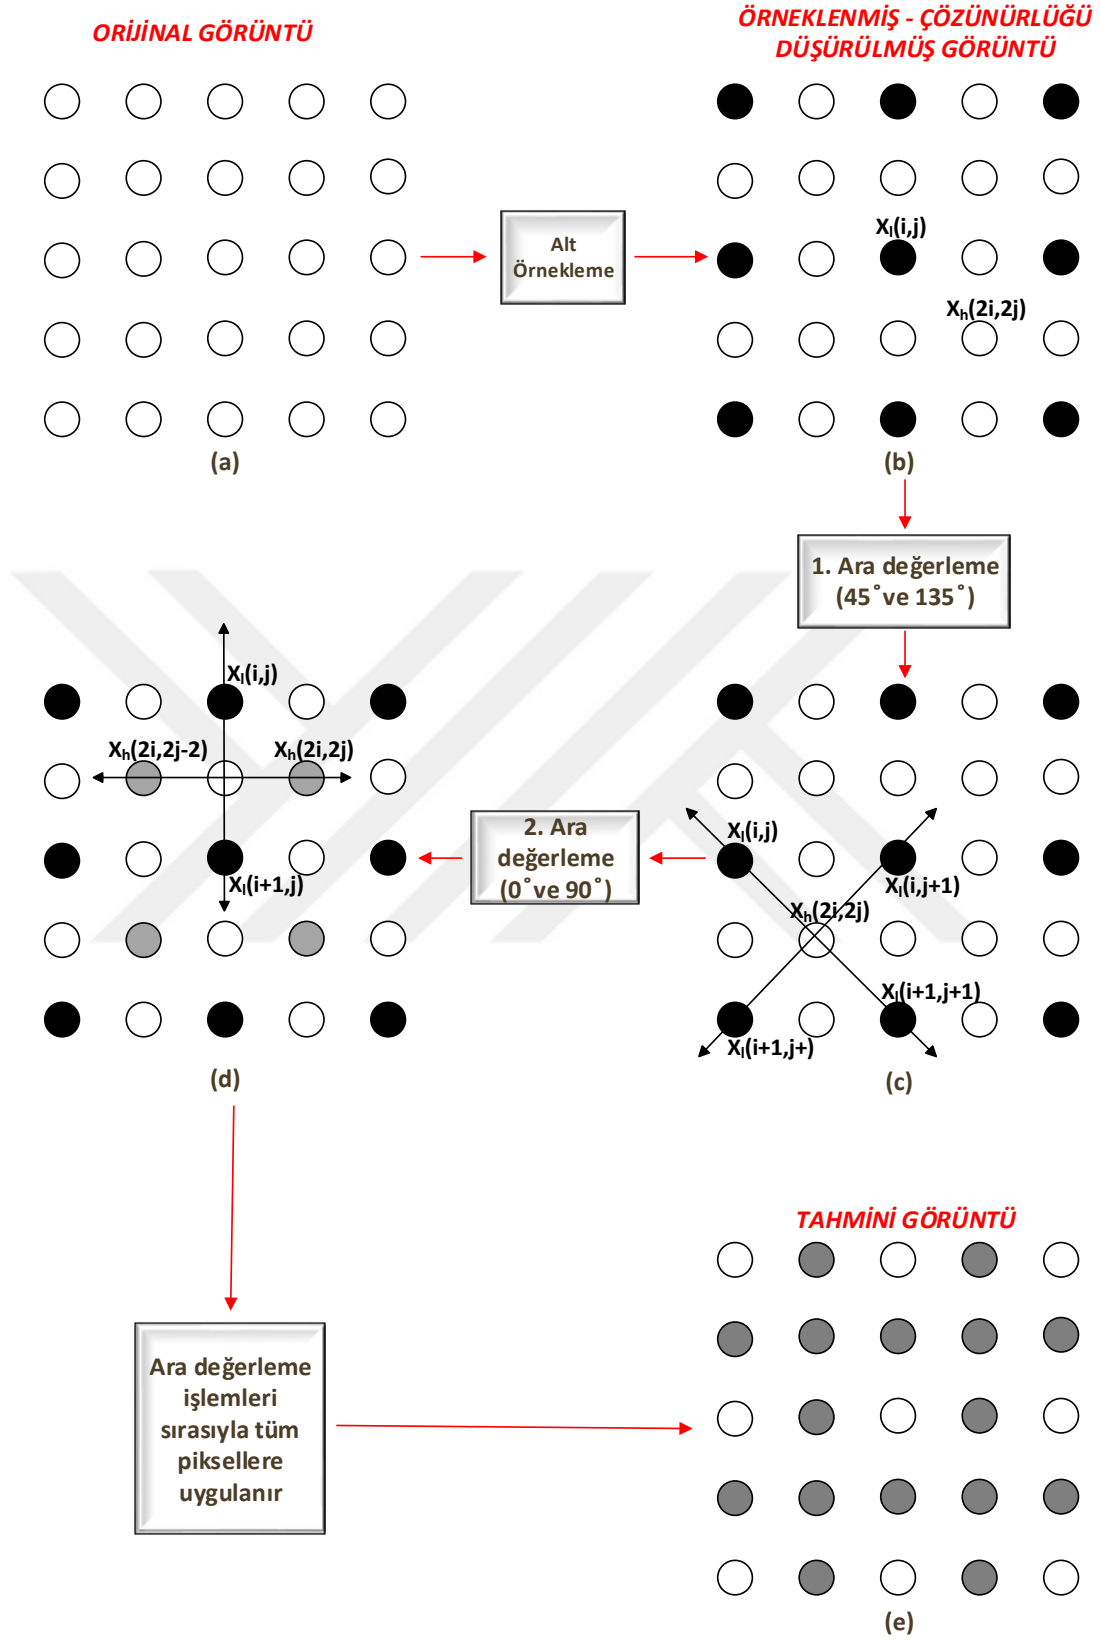 ORİJİNAL GÖRÜNTÜ
ÖRNEKLENMİŞ - ÇÖZÜNÜRLÜĞÜ
DÜŞÜRÜLMÜŞ GÖRÜNTÜ
Alt
Örnekleme
Xl(i,j)
Xh(2i,2j)
(a)
(b)
1. Ara değerleme
(45˚ve 135˚)
Xl(i,j)
Xh(2i,2j-2)
Xh(2i,2j)
Xl(i+1,j)
2. Ara
değerleme
(0˚ve 90˚)
Xl(i,j)
Xl(i,j+1)
Xh(2i,2j)
Xl(i+1,j+1)
Xl(i+1,j+)
(d)
(c)
TAHMİNİ GÖRÜNTÜ
Ara değerleme
işlemleri
sırasıyla tüm
piksellere
uygulanır
(e)